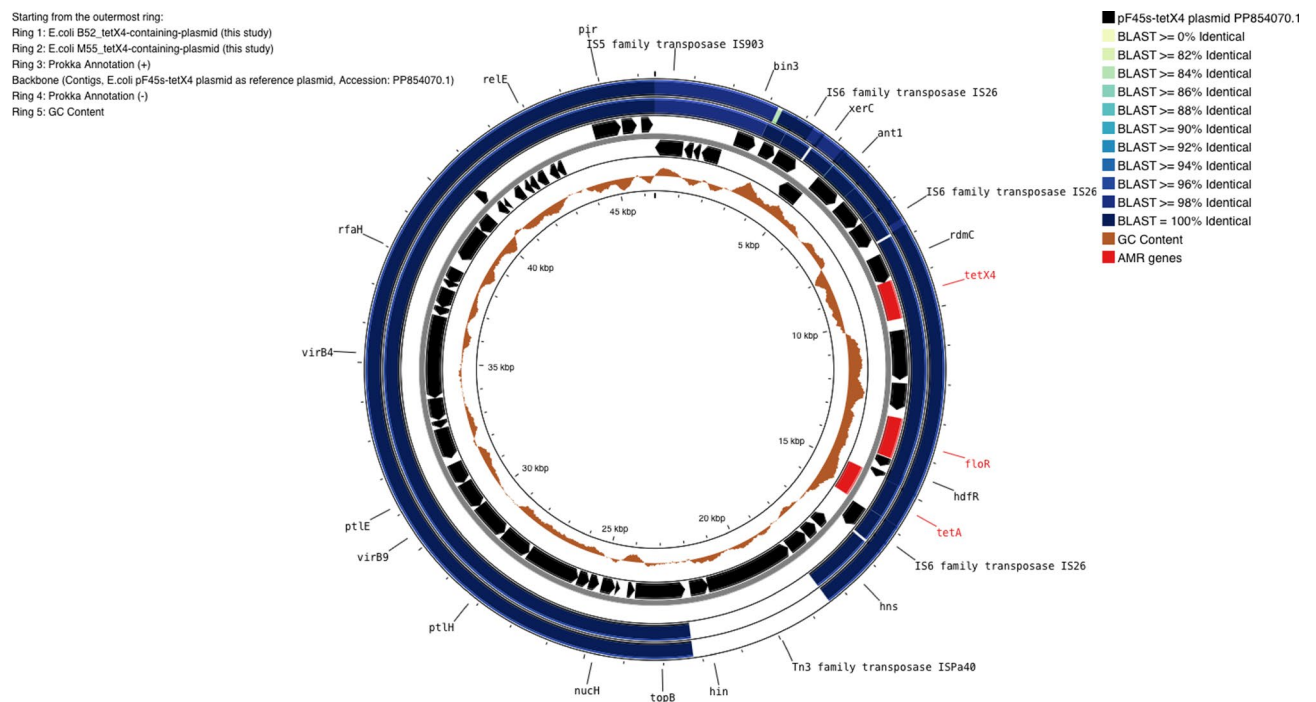 Starting from the outermost ring:
Ring 1: E.coli B52_tetX4-containing-plasmid (this study)
Ring 2: E.coli M55_tetX4-containing-plasmid (this study)
Ring 3: Prokka Annotation (+)
Backbone (Contigs, E.coli pF45s-tetX4 plasmid as reference plasmid, Accession: PP854070.1)
Ring 4: Prokka Annotation (-)
Ring 5: GC Content
pF45s-tetX4 plasmid PP854070.1
BLAST >= 0% Identical
BLAST >= 82% Identical
BLAST >= 84% Identical
BLAST >= 86% Identical
BLAST >= 88% Identical
BLAST >= 90% Identical
BLAST >= 92% Identical
BLAST >= 94% Identical
BLAST >= 96% Identical
BLAST >= 98% Identical
BLAST = 100% Identical
GC Content
AMR genes
pir
IS5 family transposase IS903
bin3
IS6 family transposase IS26
xerC
ant1
IS6 family transposase IS26
rdmC
tetX4
floR
hdfR
tetA
IS6 family transposase IS26
hns
Tn3 family transposase ISPa40
hin
topB
nucH
ptlH
virB9
ptlE
virB4
rfaH
relE
5 kbp
10 kbp
15 kbp
20 kbp
25 kbp
30 kbp
35 kbp
40 kbp
45 kbp